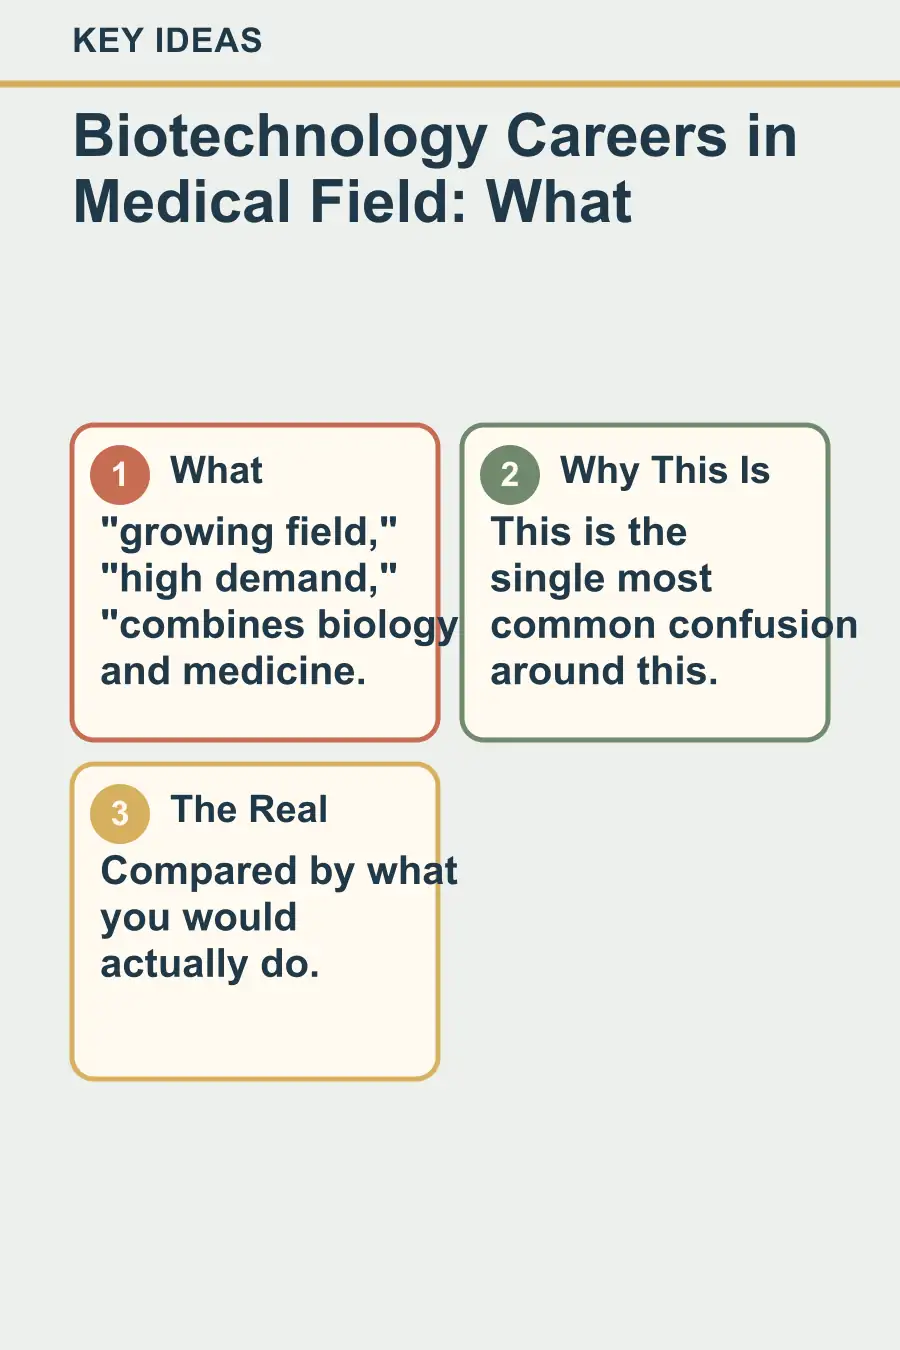 KEY IDEAS
Biotechnology Careers in
Medical Field: What
1 What
"growing field,"
"high demand,"
"combines biology
and medicine.
2 Why This Is
This is the
single most
common confusion
around this.
3 The Real
Compared by what
you would
actually do.